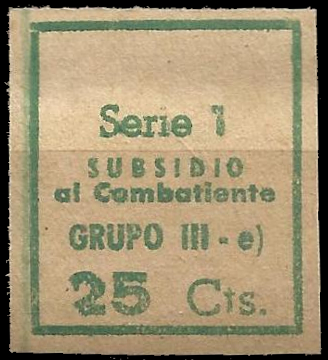 Serie 1
SUBSIDIO
al Combatiente
GRUPO III - e)
25 Cts.